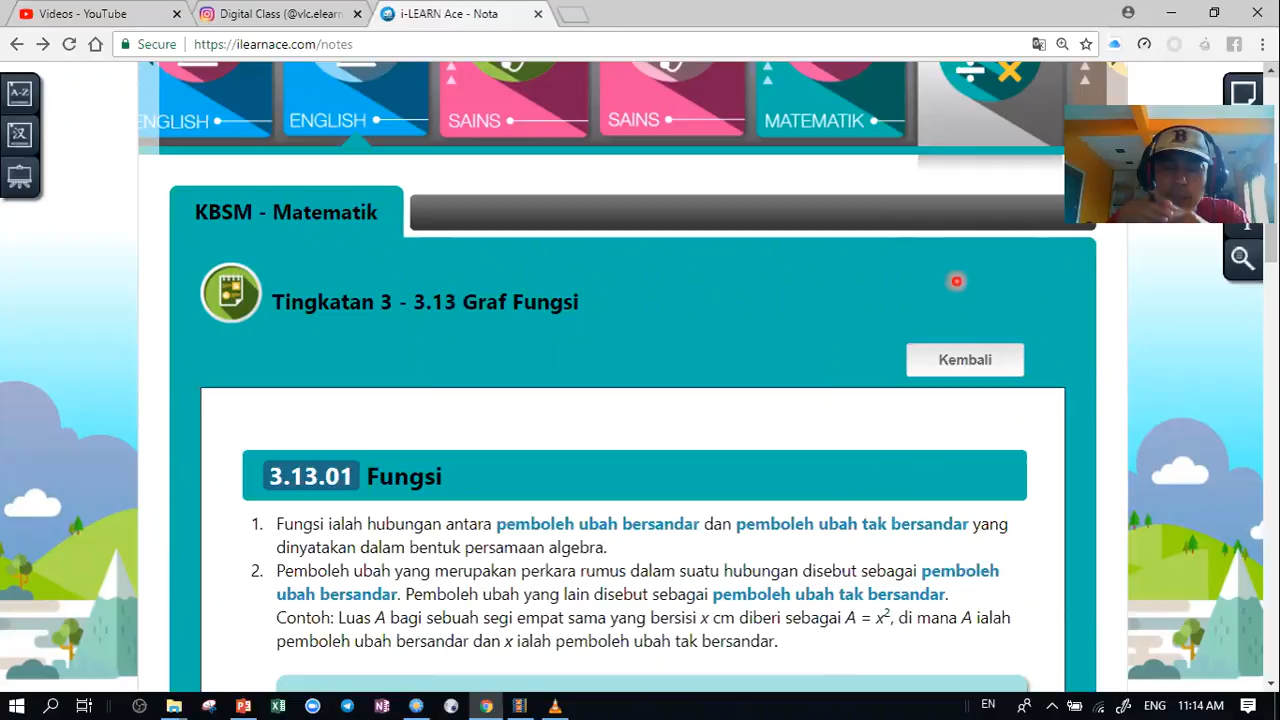 Videos - YouTube
Digital Class (@vlc.elearn
i-LEARN Ace - Nota
Secure
https://ilearnace.com/notes
A-Z
汉
ENGLISH
ENGLISH
SAINS
SAINS
MATEMATIK
B
KBSM - Matematik
Tingkatan 3 - 3.13 Graf Fungsi
Kembali
3.13.01 Fungsi
1. Fungsi ialah hubungan antara pemboleh ubah bersandar dan pemboleh ubah tak bersandar yang
dinyatakan dalam bentuk persamaan algebra.
2. Pemboleh ubah yang merupakan perkara rumus dalam suatu hubungan disebut sebagai pemboleh
ubah bersandar. Pemboleh ubah yang lain disebut sebagai pemboleh ubah tak bersandar.
Contoh: Luas A bagi sebuah segi empat sama yang bersisi x cm diberi sebagai A = x², di mana A ialah
pemboleh ubah bersandar dan x ialah pemboleh ubah tak bersandar.
EN
ENG
11:14 AM